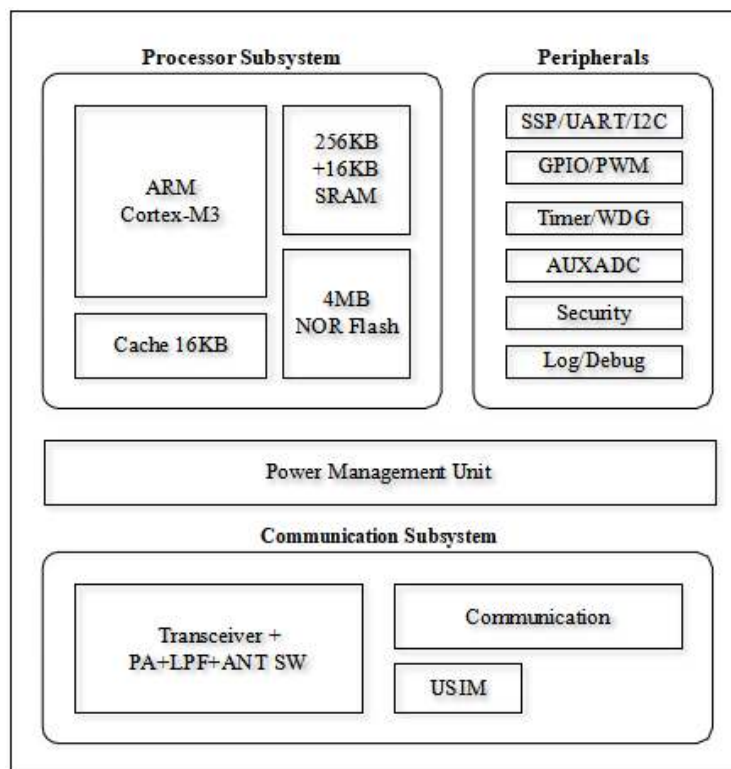 Processor Subsystem
ARM
Cortex-M3
Cache 16KB
256KB
+16KB
SRAM
4MB
NOR Flash
Peripherals
SSP/UART/I2C
GPIO/PWM
Timer/WDG
AUXADC
Security
Log/Debug
Power Management Unit
Communication Subsystem
Transceiver +
PA+LPF+ANT SW
Communication
USIM